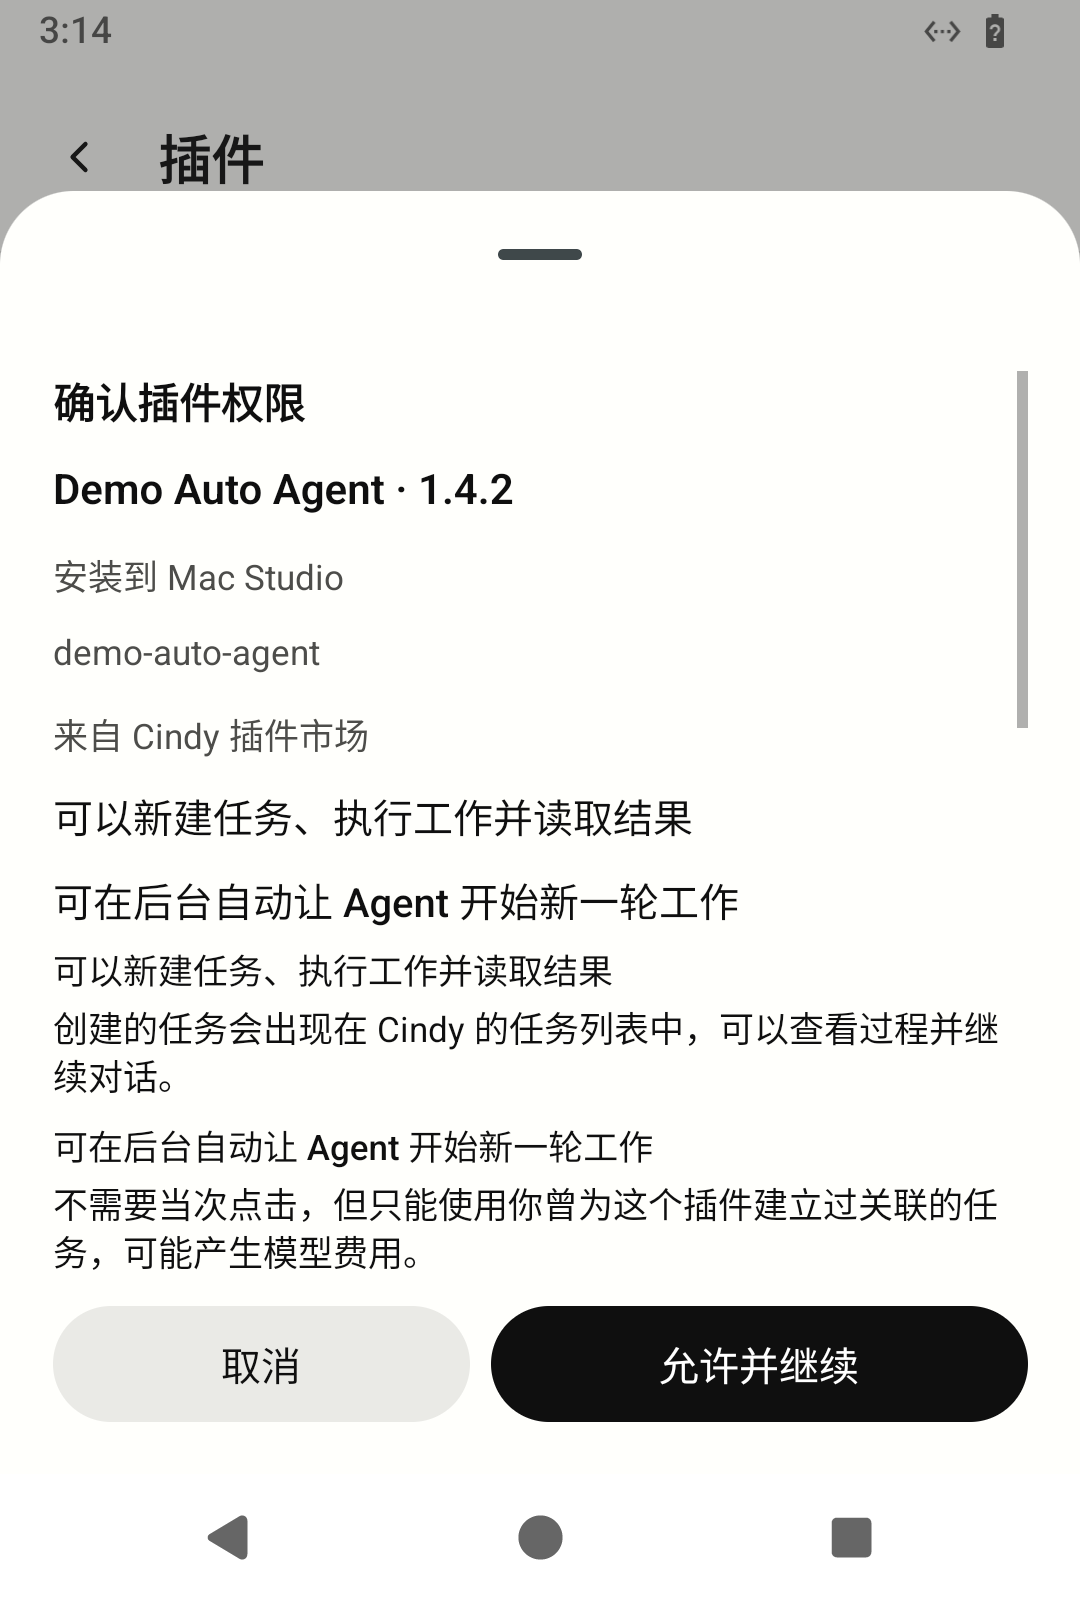 3:14
插件
确认插件权限
Demo Auto Agent · 1.4.2
安装到 Mac Studio
demo-auto-agent
来自 Cindy 插件市场
可以新建任务、执行工作并读取结果
可在后台自动让 Agent 开始新一轮工作
可以新建任务、执行工作并读取结果
创建的任务会出现在 Cindy 的任务列表中，可以查看过程并继
续对话。
可在后台自动让 Agent 开始新一轮工作
不需要当次点击，但只能使用你曾为这个插件建立过关联的任
务，可能产生模型费用。
取消
允许并继续